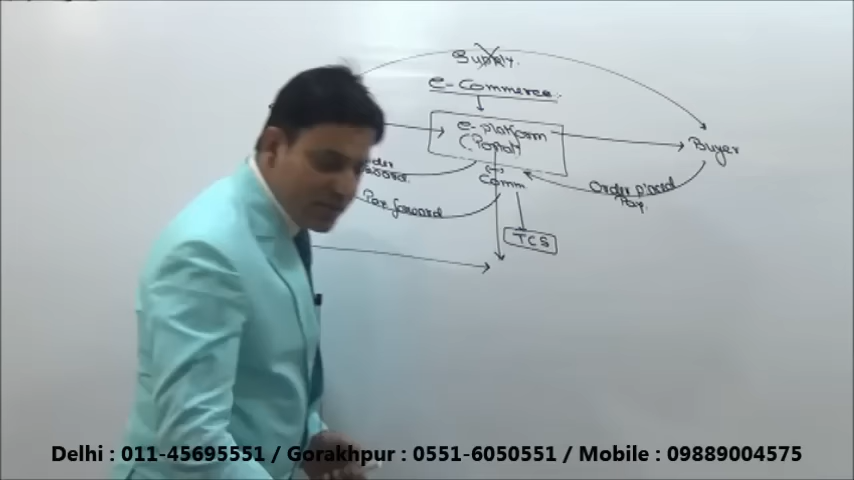 Supply.
e-Commerce.
e-platform
(Portal)
Buyer
(-) Comm
Order placed
Pay.
Pay forward
TCS
Delhi : 011-45695551 / Gorakhpur : 0551-6050551 / Mobile : 09889004575